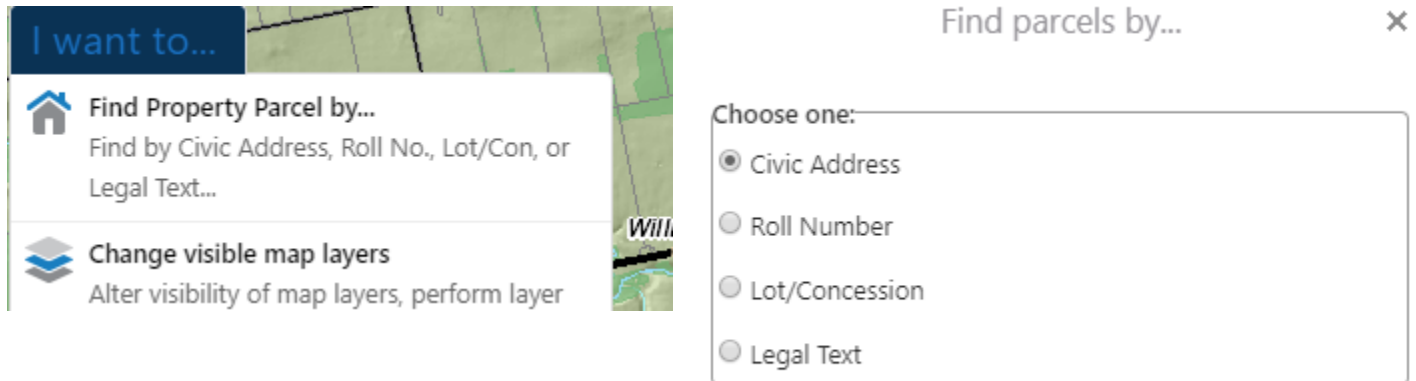 I want to...
Find Property Parcel by...
Find by Civic Address, Roll No., Lot/Con, or
Legal Text...
Change visible map layers
Alter visibility of map layers, perform layer
Find parcels by...
Choose one:
Civic Address
Roll Number
Lot/Concession
Legal Text